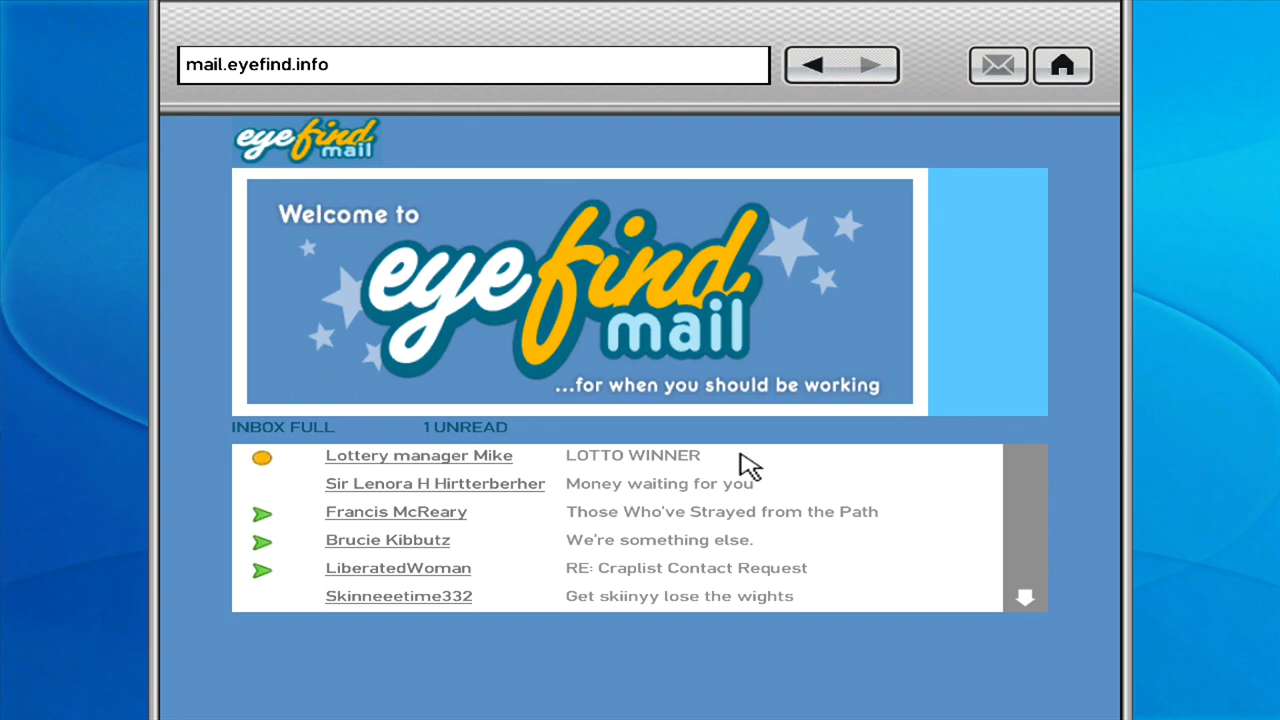 mail.eyefind.info
eyefind
mail
Welcome to
eyefind
mail
...for when you should be working
INBOX FULL 1 UNREAD
Lottery manager Mike LOTTO WINNER
Sir Lenora H Hirtterberher Money waiting for you
Francis McReary Those Who've Strayed from the Path
Brucie Kibbutz We're something else.
LiberatedWoman RE: Craplist Contact Request
Skinneeetime332 Get skiinyy lose the wights